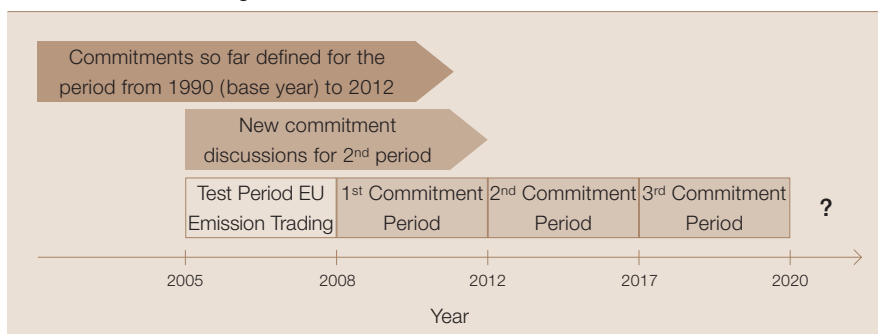 Commitments so far defined for the
period from 1990 (base year) to 2012
New commitment
discussions for 2nd period
Test Period EU
Emission Trading
1st Commitment
Period
2nd Commitment
Period
3rd Commitment
Period
?
2005
2008
2012
2017
2020
Year